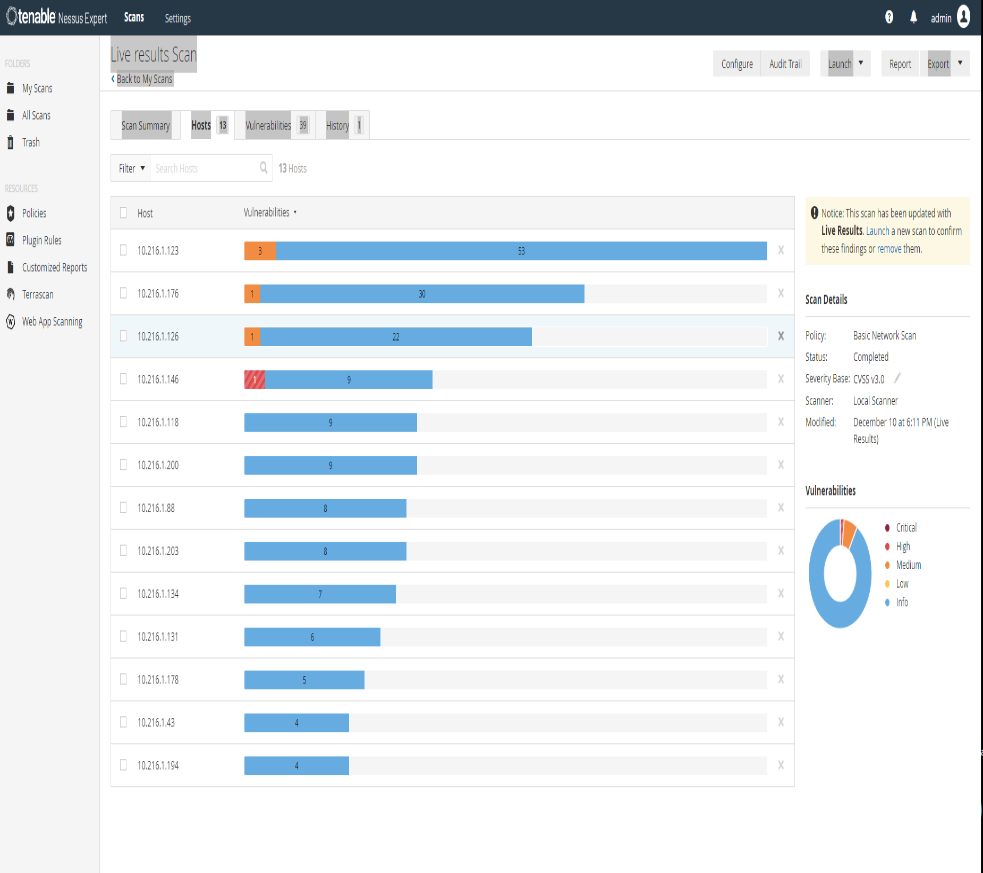 tenable Nessus Expert Scans Settings admin
FOLDERS
My Scans
All Scans
Trash
RESOURCES
Policies
Plugin Rules
Customized Reports
Terrascan
Web App Scanning
Live results Scan
Back to My Scans
Configure Audit Trail Launch Report Export
Scan Summary Hosts 13 Vulnerabilities 39 History 1
Filter Search Hosts 13 Hosts
Host Vulnerabilities
10.216.1.123 3 53
10.216.1.176 1 30
10.216.1.126 1 22
10.216.1.146 1 9
10.216.1.118 9
10.216.1.200 9
10.216.1.88 8
10.216.1.203 8
10.216.1.134 7
10.216.1.131 6
10.216.1.178 5
10.216.1.43 4
10.216.1.194 4
Notice: This scan has been updated with
Live Results. Launch a new scan to confirm
these findings or remove them.
Scan Details
Policy: Basic Network Scan
Status: Completed
Severity Base: CVSS v3.0
Scanner: Local Scanner
Modified: December 10 at 6:11 PM (Live
Results)
Vulnerabilities
Critical
High
Medium
Low
Info